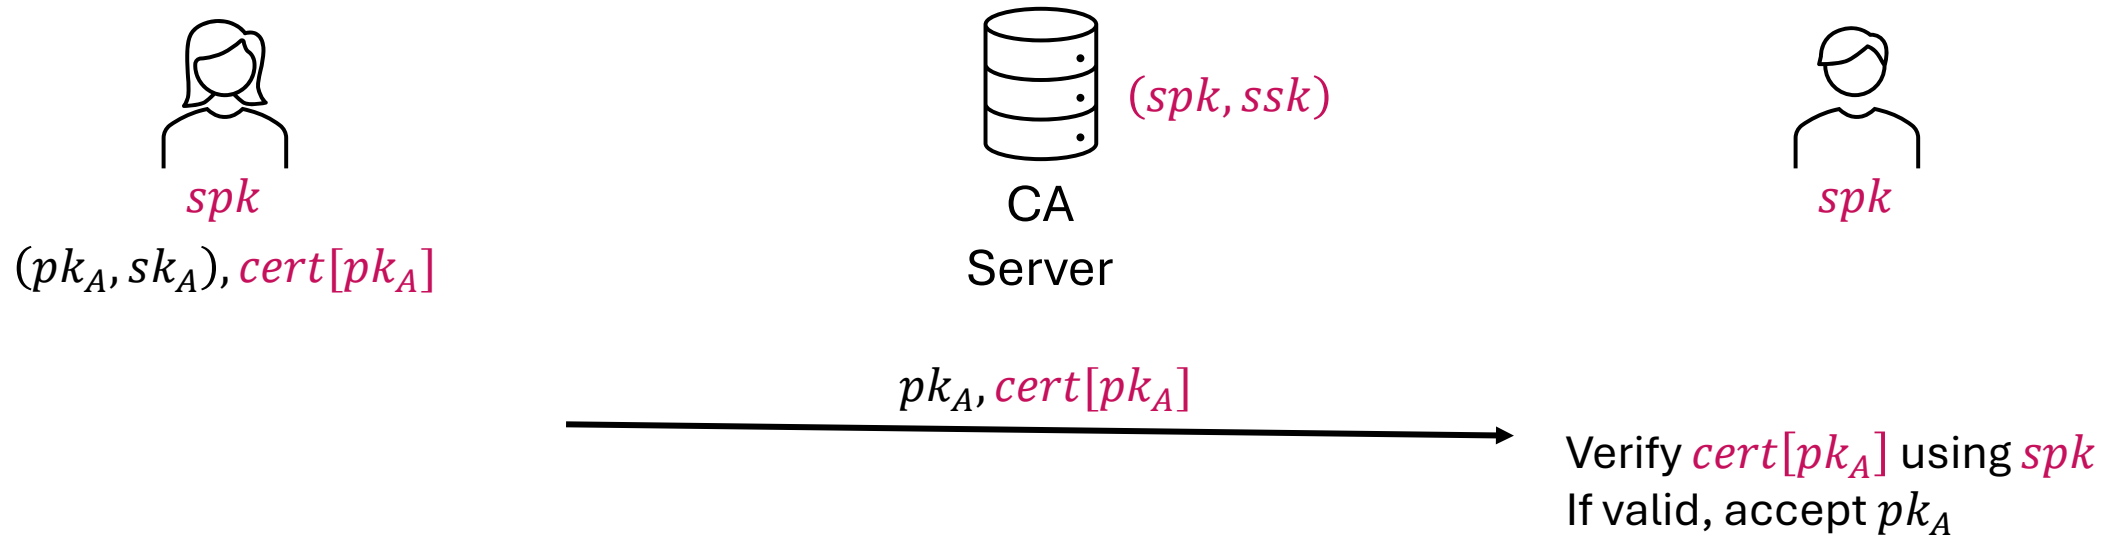 (spk, ssk)
spk
CA
Server
spk
(pk_A, sk_A), cert[pk_A]
pk_A, cert[pk_A]
Verify cert[pk_A] using spk
If valid, accept pk_A